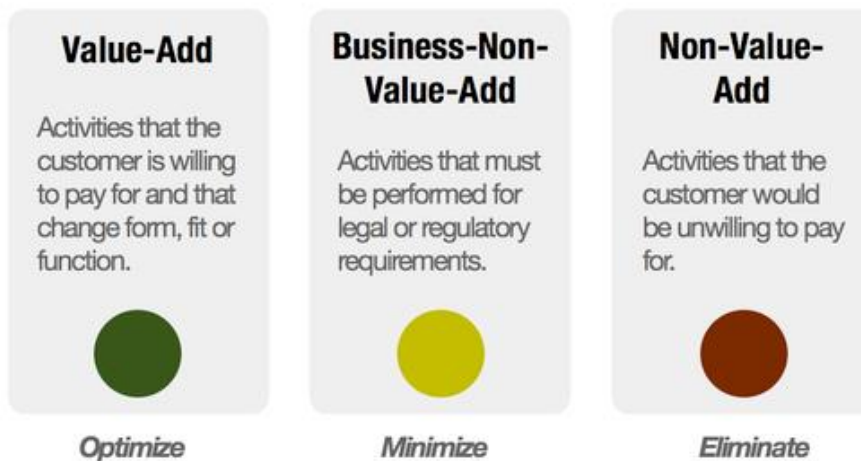 Value-Add
Activities that the
customer is willing
to pay for and that
change form, fit or
function.
Optimize
Business-Non-
Value-Add
Activities that must
be performed for
legal or regulatory
requirements.
Minimize
Non-Value-
Add
Activities that the
customer would
be unwilling to pay
for.
Eliminate